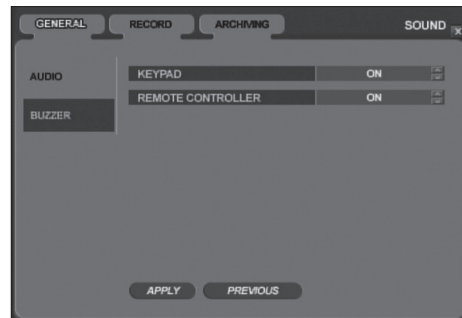 GENERAL RECORD ARCHIVING SOUND X
AUDIO
KEYPAD ON
REMOTE CONTROLLER ON
BUZZER
APPLY PREVIOUS